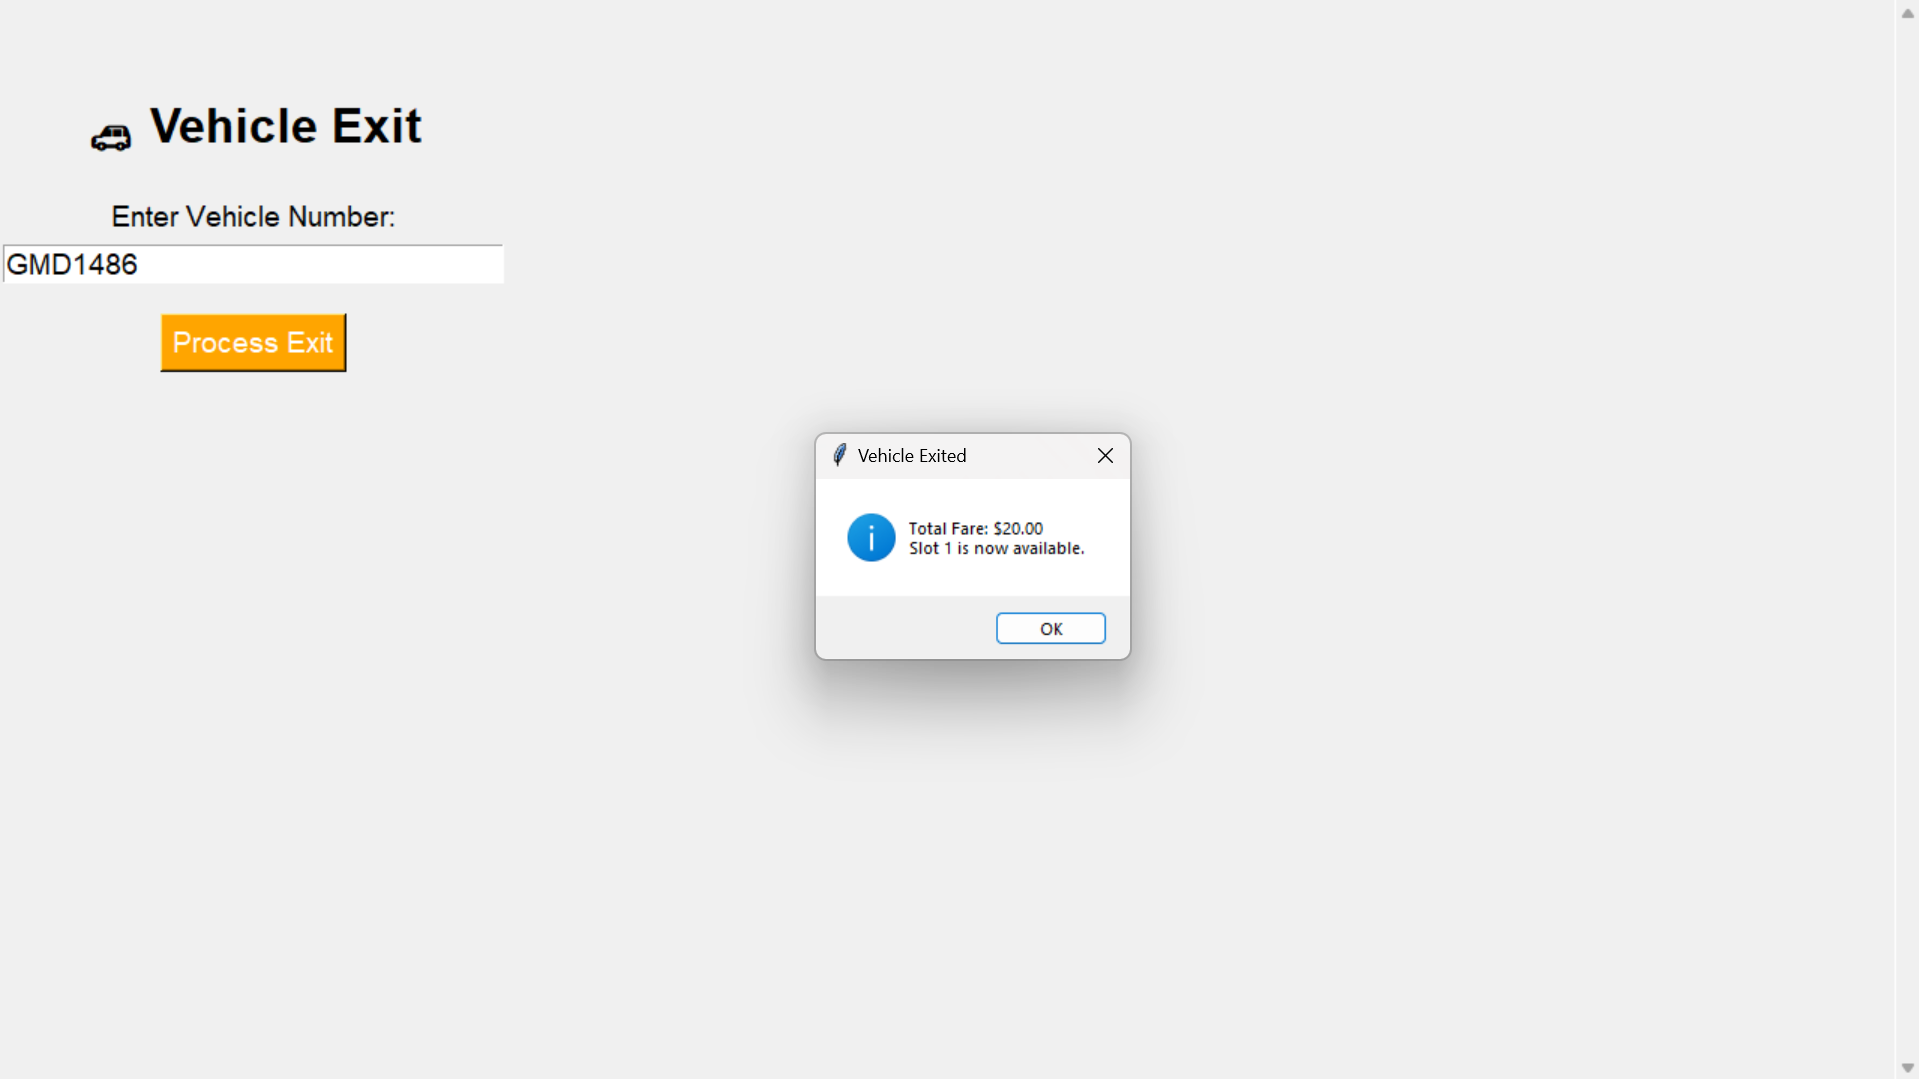 Vehicle Exit
Enter Vehicle Number:
GMD1486
Process Exit
Vehicle Exited
Total Fare: $20.00
Slot 1 is now available.
OK